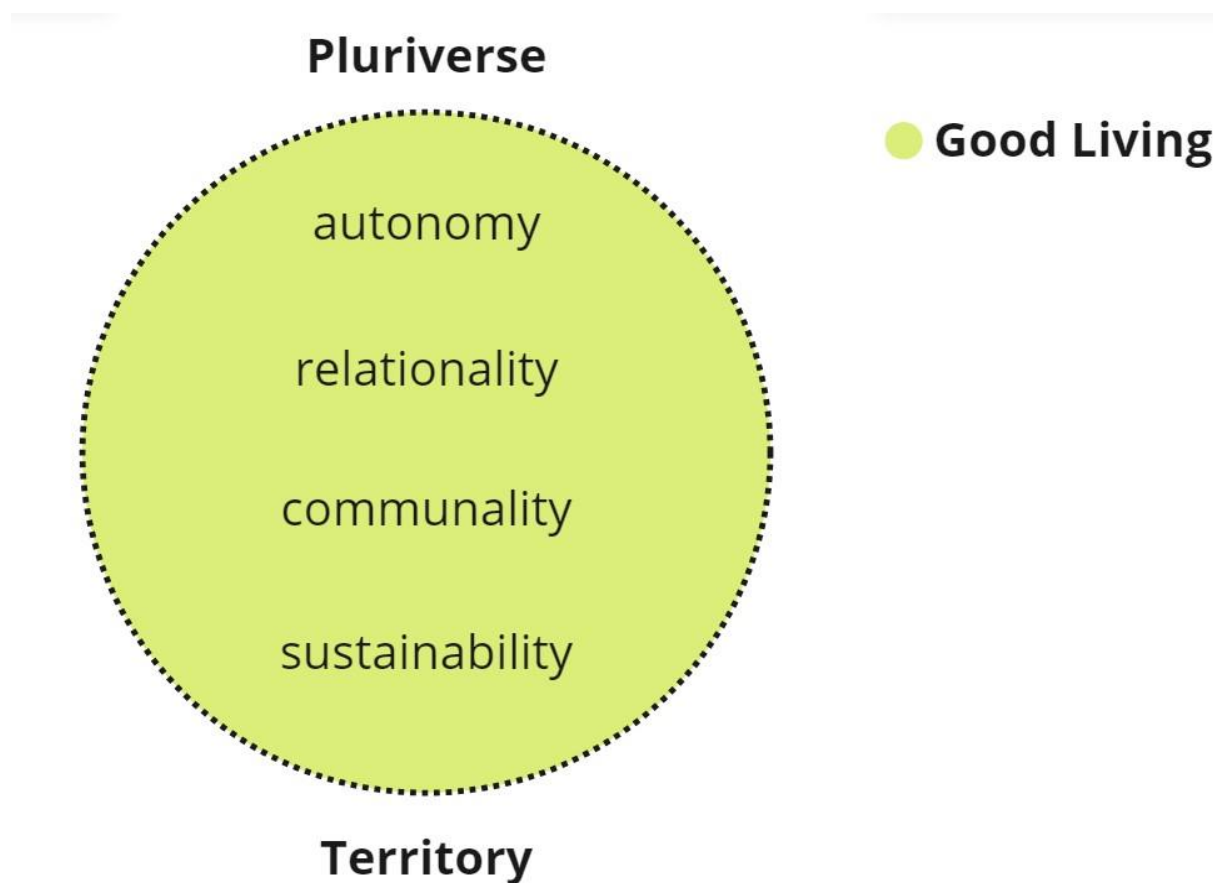 Pluriverse
Good Living
autonomy
relationality
communality
sustainability
Territory